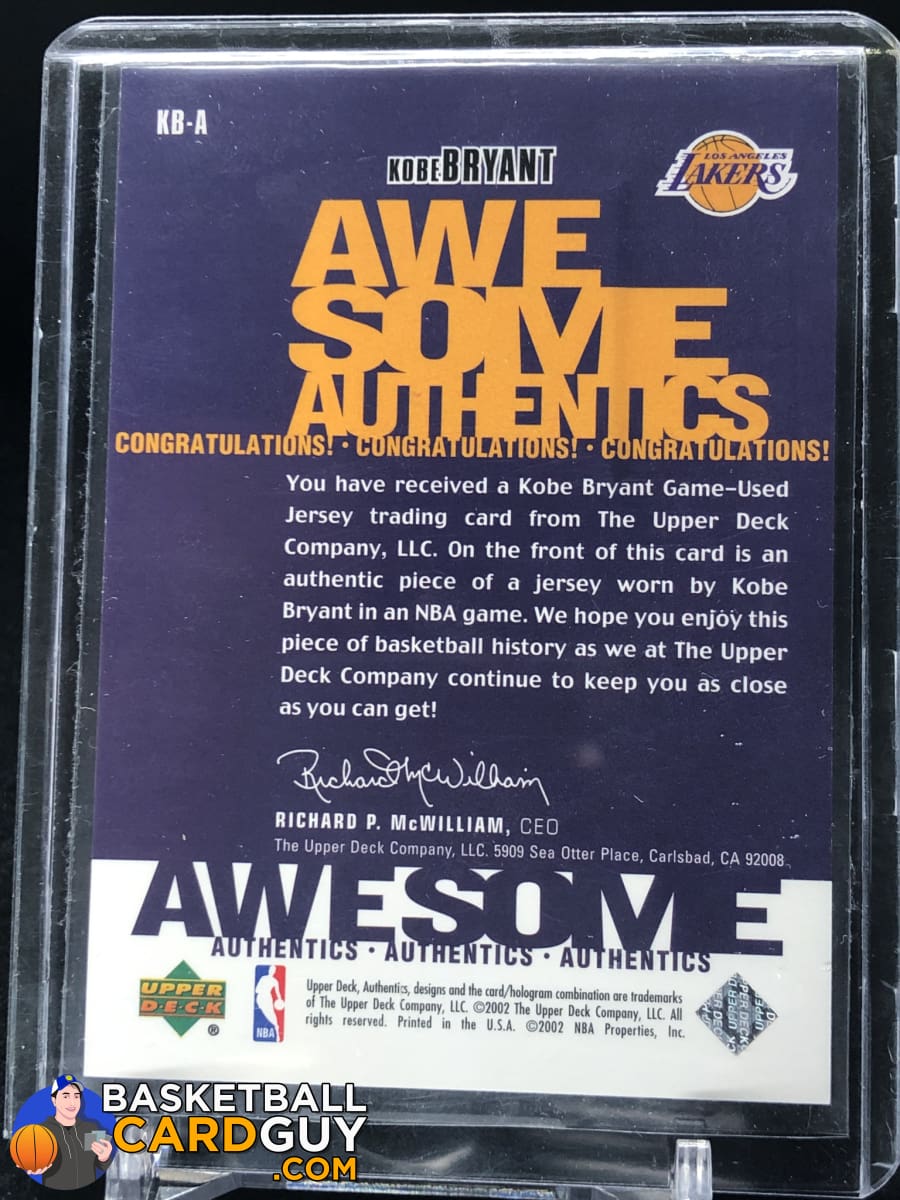 KB-A
LOS ANGELES
LAKERS
KOBE BRYANT
AWE
SOME
AUTHENTICS
CONGRATULATIONS! • CONGRATULATIONS! • CONGRATULATIONS!
You have received a Kobe Bryant Game-Used
Jersey trading card from The Upper Deck
Company, LLC. On the front of this card is an
authentic piece of a jersey worn by Kobe
Bryant in an NBA game. We hope you enjoy this
piece of basketball history as we at The Upper
Deck Company continue to keep you as close
as you can get!
Richard McWilliam
RICHARD P. McWILLIAM, CEO
The Upper Deck Company, LLC. 5909 Sea Otter Place, Carlsbad, CA 92008
AWESOME
AUTHENTICS • AUTHENTICS • AUTHENTICS
UPPER
D·E·C·K
®
NBA
Upper Deck, Authentics, designs and the card/hologram combination are trademarks
of The Upper Deck Company, LLC. ©2002 The Upper Deck Company, LLC. All
rights reserved. Printed in the U.S.A. ©2002 NBA Properties, Inc.
BASKETBALL
CARDGUY
.COM